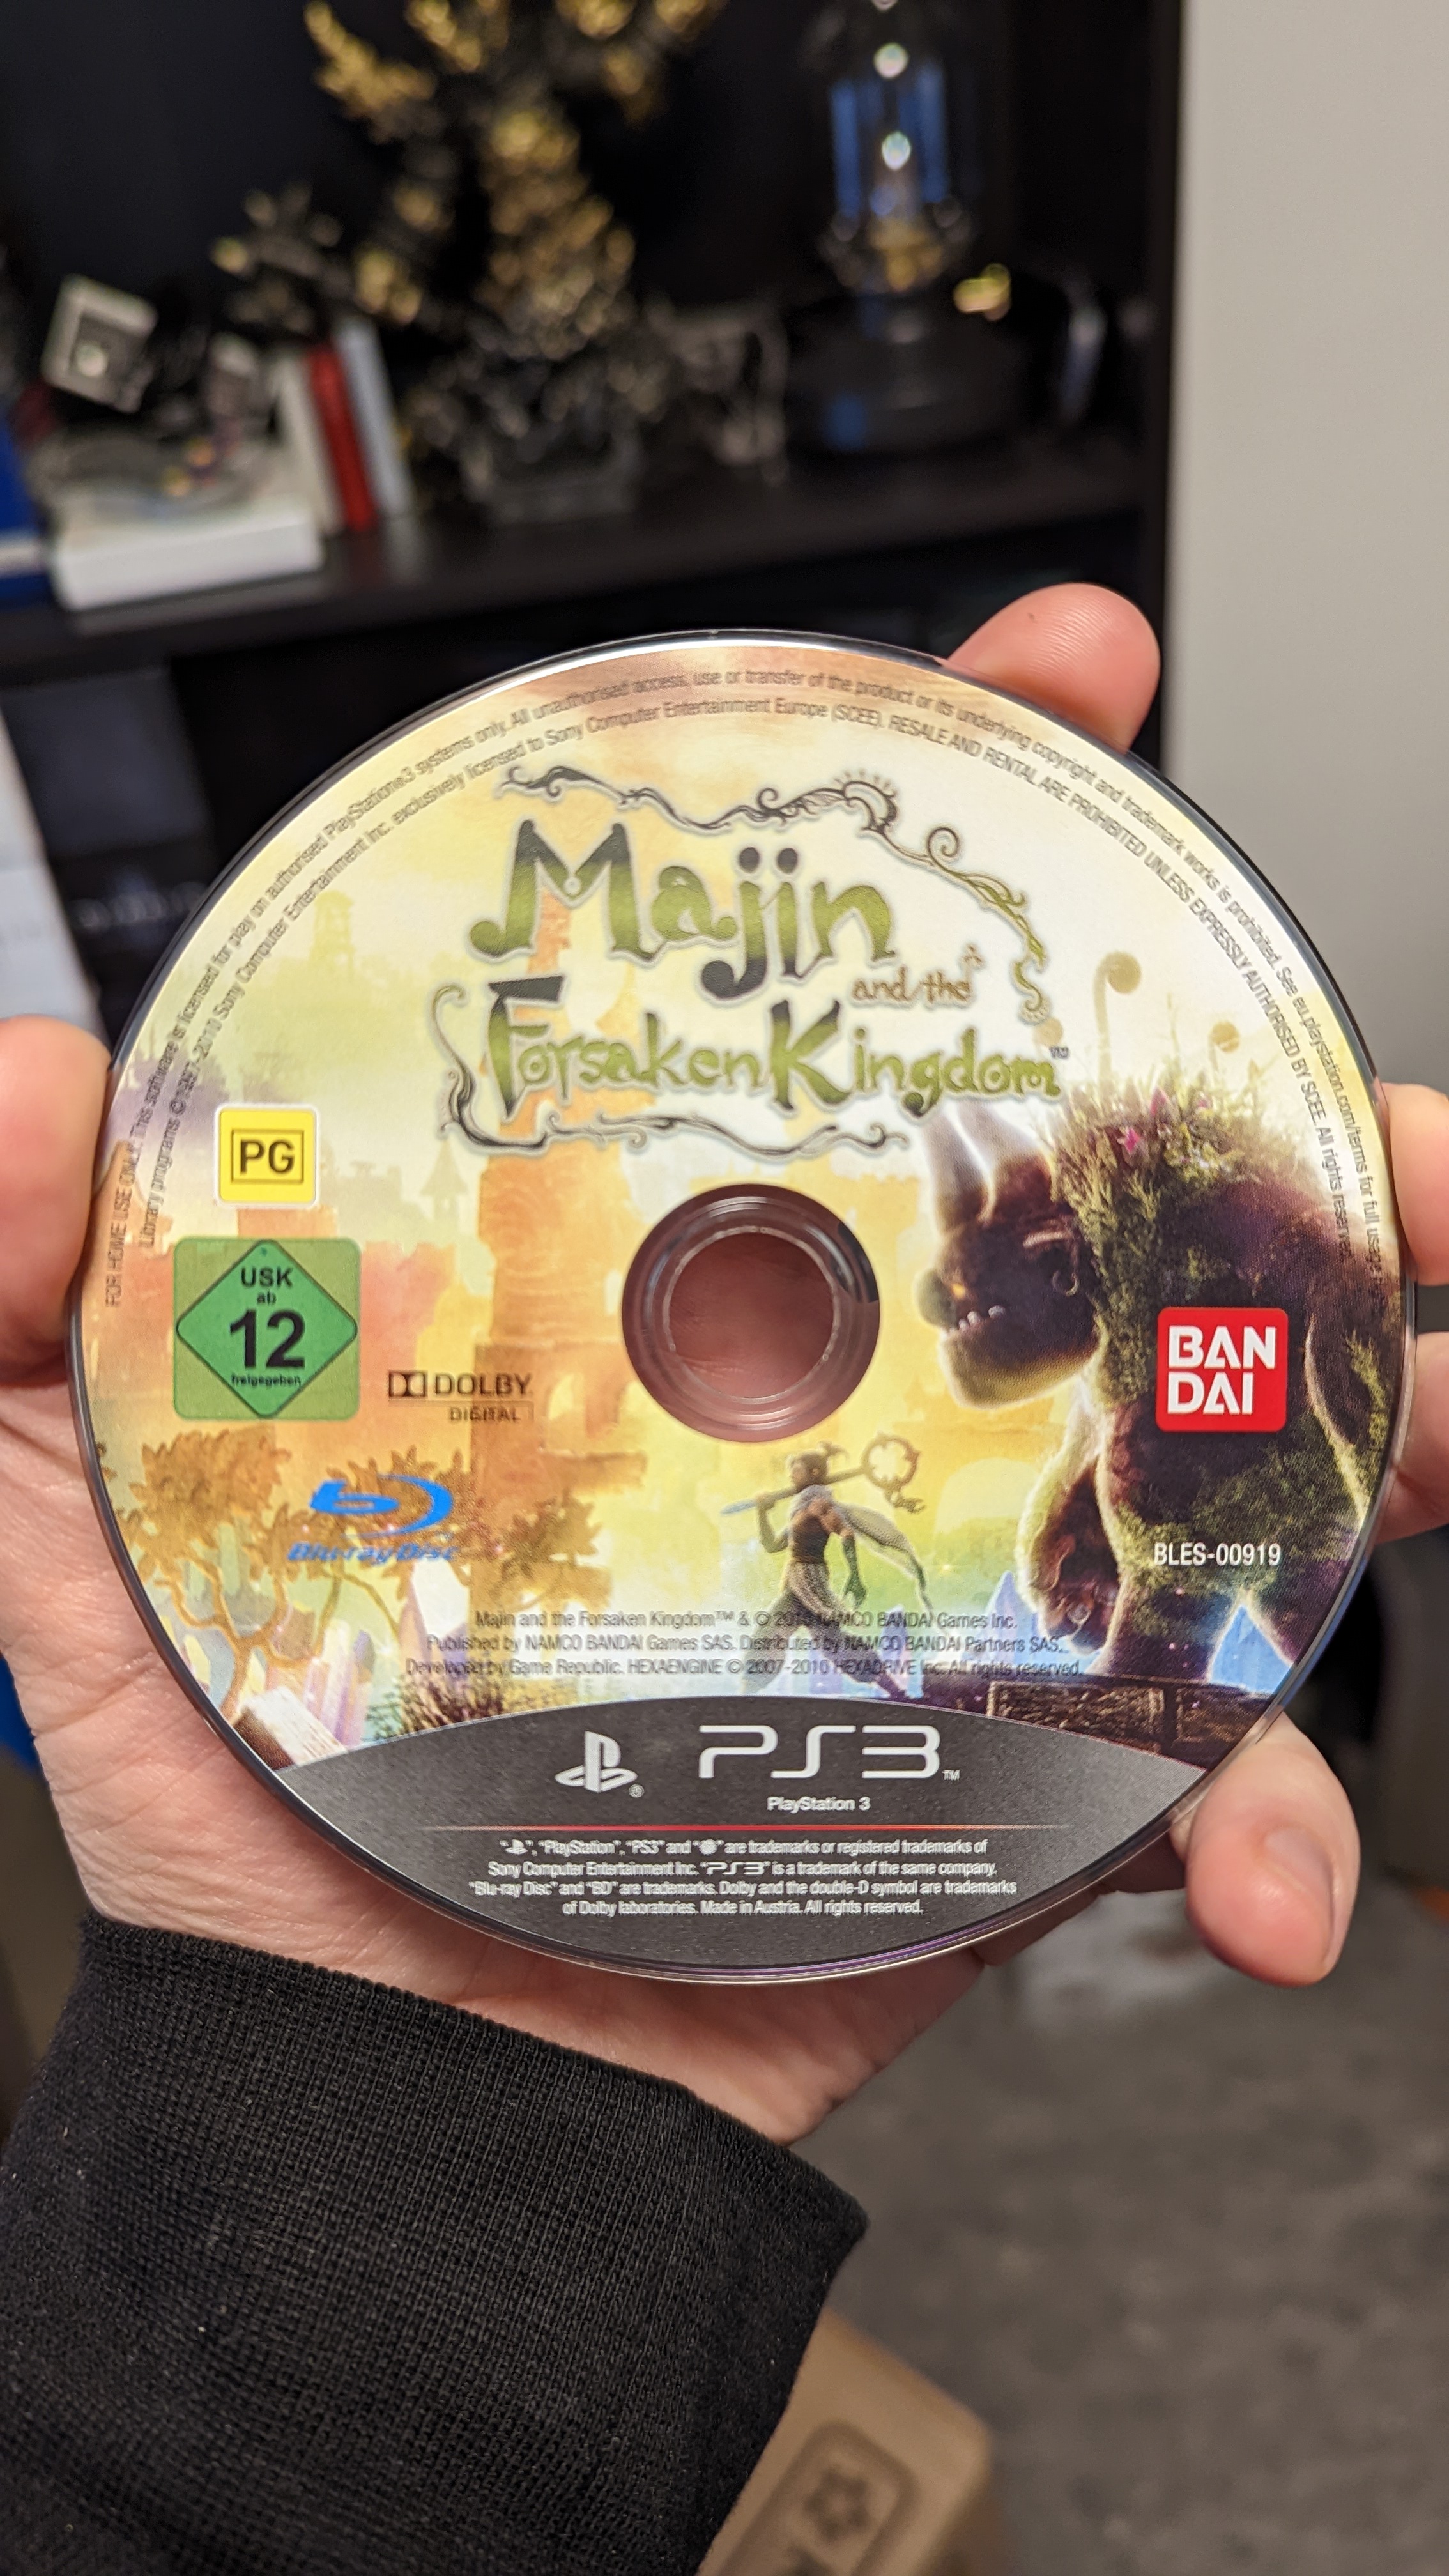 FOR HOME USE ONLY. This software is licensed for play on authorised PlayStation®3 systems only. All unauthorised access, use or transfer of the product or its underlying copyright and trademark works is prohibited. See eu.playstation.com/terms for full usage
Library programs ©1997-2010 Sony Computer Entertainment Inc. exclusively licensed to Sony Computer Entertainment Europe (SCEE). RESALE AND RENTAL ARE PROHIBITED UNLESS EXPRESSLY AUTHORISED BY SCEE. All rights reserved.
Majin
and the
Forsaken Kingdom™
PG
USK
ab
12
freigegeben
DOLBY
DIGITAL
BAN
DAI
Blu-ray Disc
BLES-00919
Majin and the Forsaken Kingdom™ & © 2010 NAMCO BANDAI Games Inc.
Published by NAMCO BANDAI Games SAS. Distributed by NAMCO BANDAI Partners SAS.
Developed by Game Republic. HEXAENGINE © 2007-2010 HEXADRIVE Inc. All rights reserved.
PS3™
PlayStation 3
", "PlayStation", "PS3" and " " are trademarks or registered trademarks of
Sony Computer Entertainment Inc. "PS3" is a trademark of the same company.
"Blu-ray Disc" and "BD" are trademarks. Dolby and the double-D symbol are trademarks
of Dolby laboratories. Made in Austria. All rights reserved.